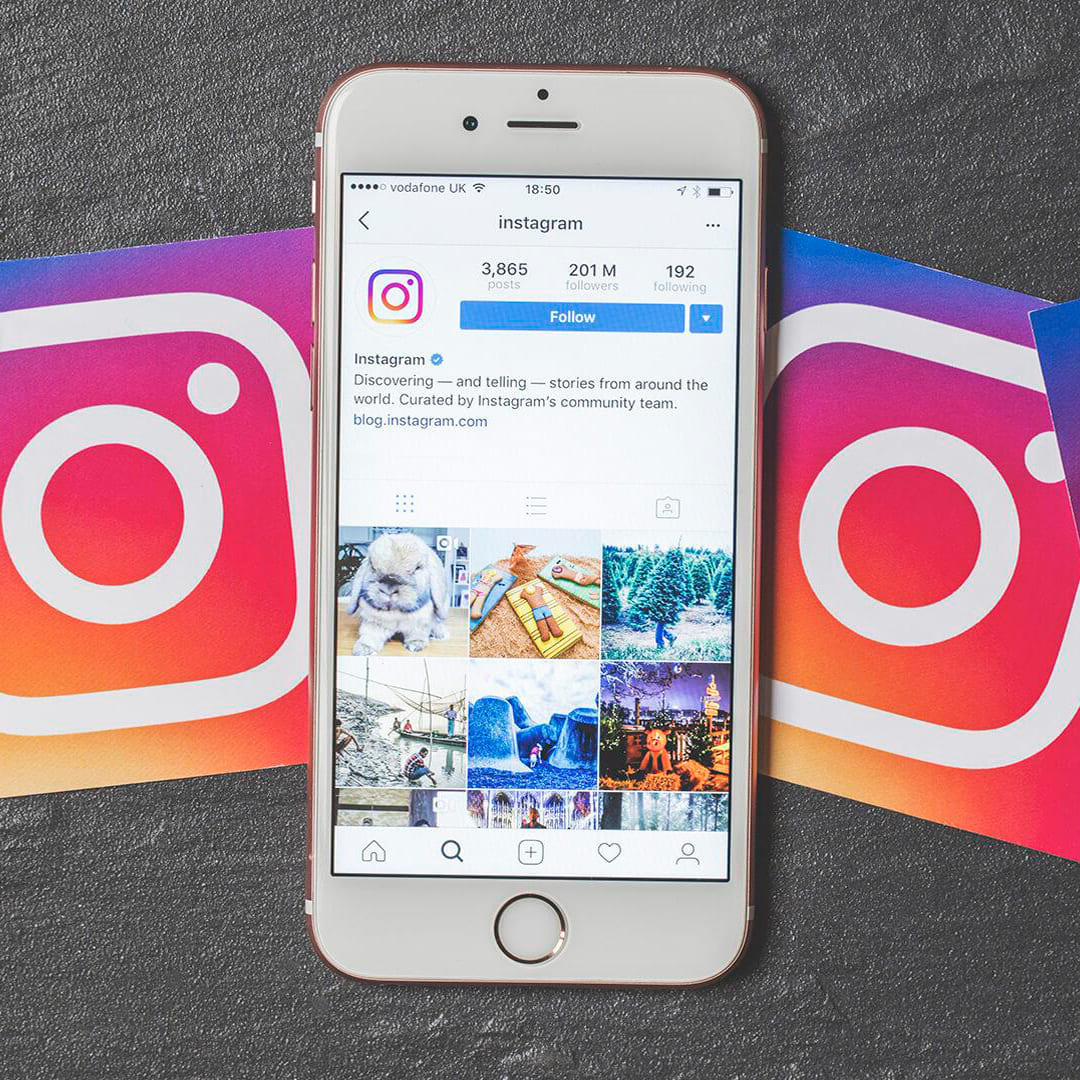 vodafone UK 18:50
instagram
3,865 201 M 192
posts followers following
Follow
Instagram
Discovering — and telling — stories from around the
world. Curated by Instagram's community team.
blog.instagram.com